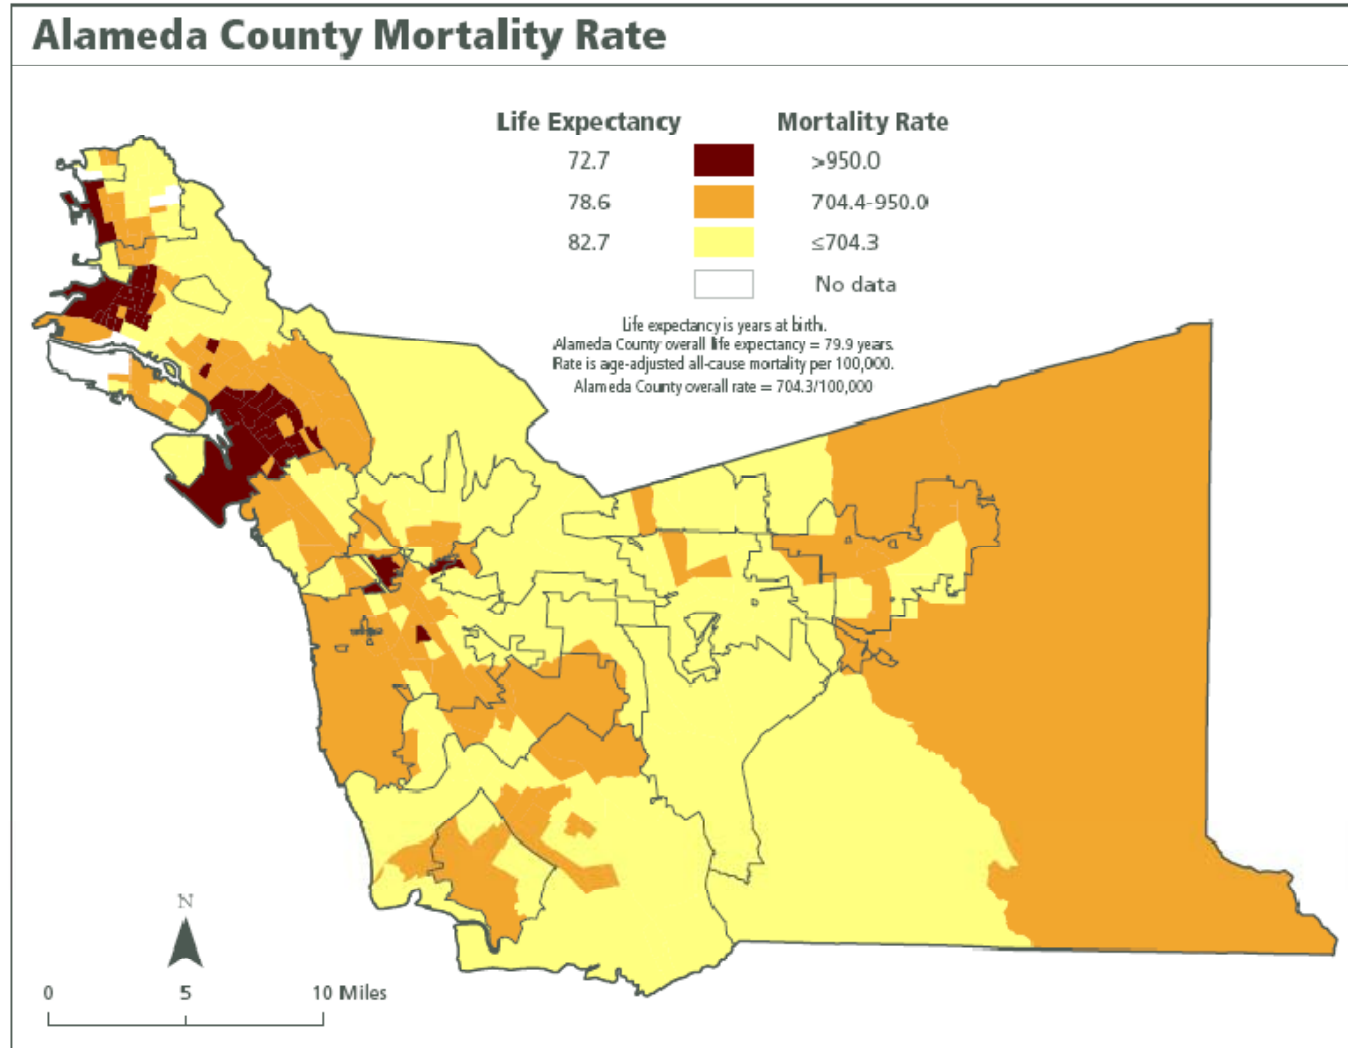 Alameda County Mortality Rate
Life Expectancy Mortality Rate
72.7 >950.0
78.6 704.4-950.0
82.7 ≤704.3
No data
Life expectancy is years at birth.
Alameda County overall life expectancy = 79.9 years.
Rate is age-adjusted all-cause mortality per 100,000.
Alameda County overall rate = 704.3/100,000
N
0 5 10 Miles